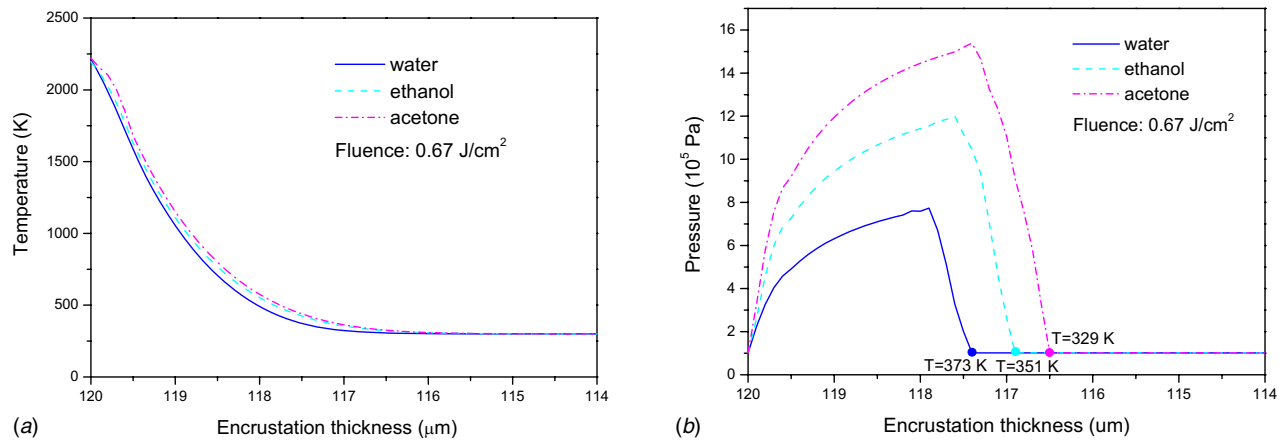 2500
2000
1500
1000
500
0
Temperature (K)
water
ethanol
acetone
Fluence: 0.67 J/cm²
120 119 118 117 116 115 114
(a) Encrustation thickness (μm)
16
14
12
10
8
6
4
2
0
Pressure (10⁵ Pa)
water
ethanol
acetone
Fluence: 0.67 J/cm²
T=329 K
T=373 K T=351 K
120 119 118 117 116 115 114
(b) Encrustation thickness (um)